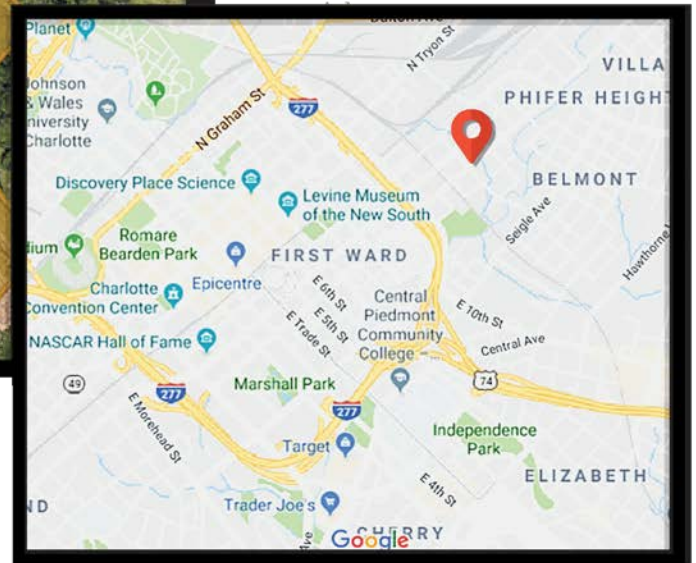 Planet
N Tryon St
VILLA
Johnson
& Wales
University
Charlotte
277
PHIFER HEIGH
N Graham St
BELMONT
Discovery Place Science
Levine Museum
of the New South
Seigle Ave
Romare
Bearden Park
FIRST WARD
Hawthorne
dium
Charlotte
Convention Center
Epicentre
E 6th St
E 5th St
E Trade St
Central
Piedmont
Community
College – ...
E 10th St
Central Ave
NASCAR Hall of Fame
49
277
Marshall Park
277
74
E Morehead St
Independence
Park
Target
E 4th St
ELIZABETH
ND
Trader Joe's
Ave
Google
CHERRY